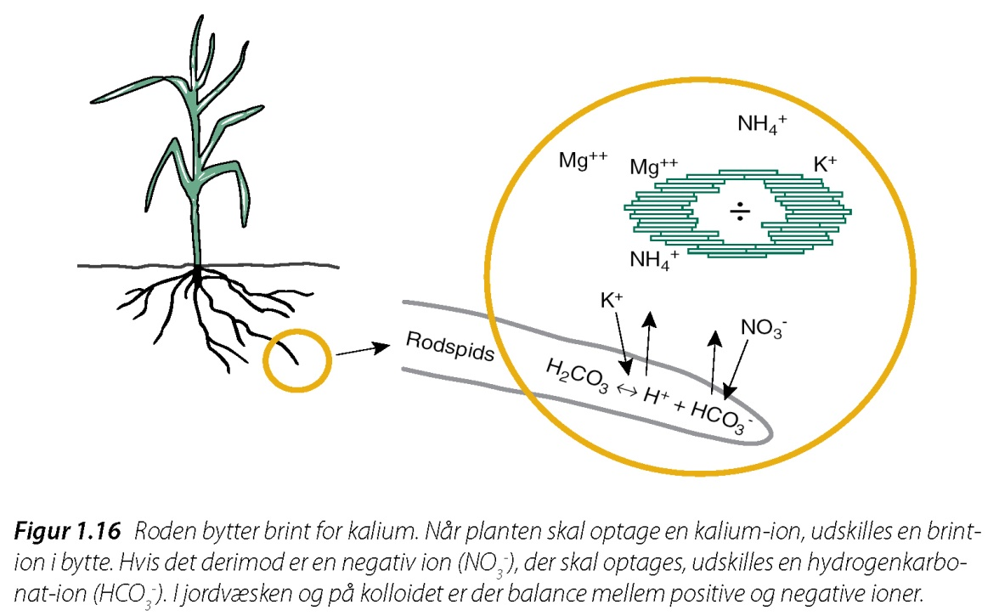 NH₄⁺
Mg⁺⁺ Mg⁺⁺ K⁺
÷
NH₄⁺
K⁺
NO₃⁻
Rodspids
H₂CO₃ ↔ H⁺ + HCO₃⁻
Figur 1.16 Roden bytter brint for kalium. Når planten skal optage en kalium-ion, udskilles en brint-
ion i bytte. Hvis det derimod er en negativ ion (NO₃⁻), der skal optages, udskilles en hydrogenkarbo-
nat-ion (HCO₃⁻). I jordvæsken og på kolloidet er der balance mellem positive og negative ioner.